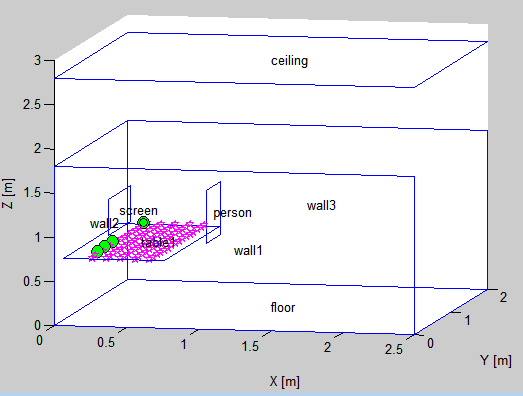 ceiling
3
2.5
2
1.5
1
0.5
0
Z [m]
screen
person
wall3
wall2
table1
wall1
floor
0
0.5
1
1.5
2
2.5
X [m]
0
1
2
Y [m]